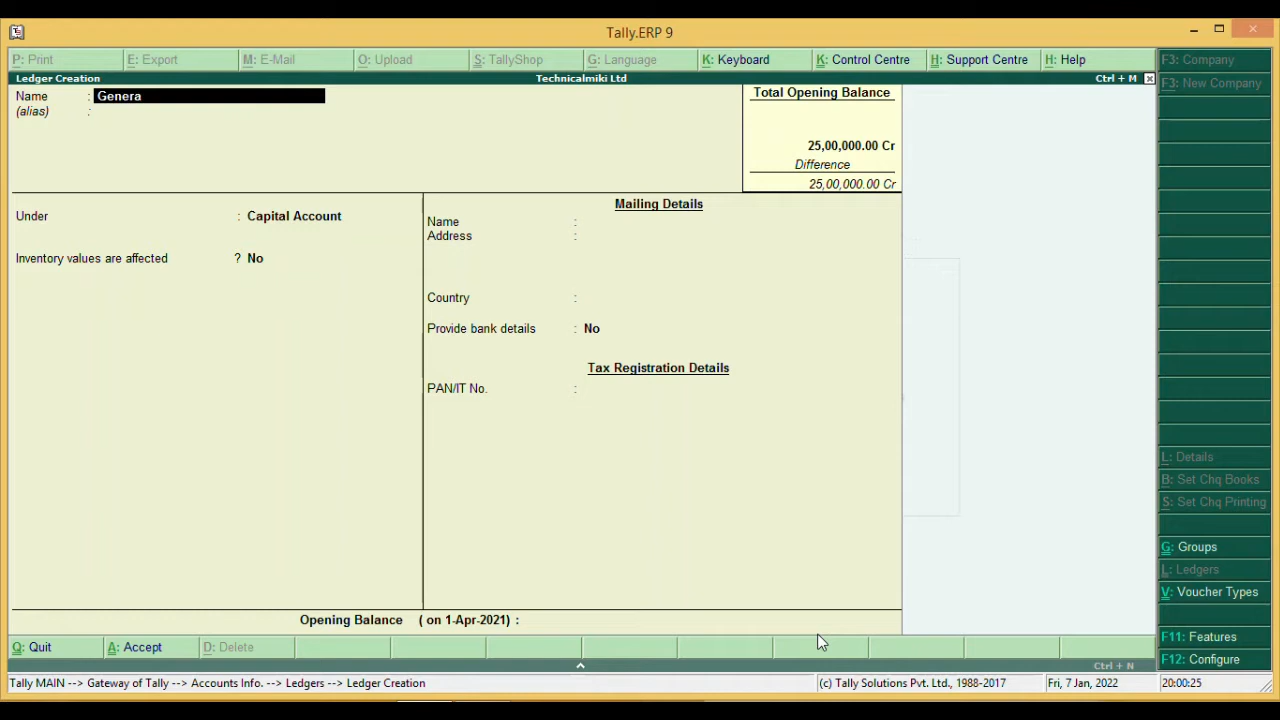 Tally.ERP 9
P: Print E: Export M: E-Mail O: Upload S: TallyShop G: Language K: Keyboard K: Control Centre H: Support Centre H: Help
F3: Company
F3: New Company
Ledger Creation Technicalmiki Ltd Ctrl + M x
Name : Genera
(alias) :
Total Opening Balance
25,00,000.00 Cr
Difference
25,00,000.00 Cr
Under : Capital Account
Inventory values are affected ? No
Mailing Details
Name :
Address :
Country :
Provide bank details : No
Tax Registration Details
PAN/IT No. :
L: Details
B: Set Chq Books
S: Set Chq Printing
G: Groups
L: Ledgers
V: Voucher Types
F11: Features
F12: Configure
Opening Balance ( on 1-Apr-2021) :
Q: Quit A: Accept D: Delete
Ctrl + N
Tally MAIN --> Gateway of Tally --> Accounts Info. --> Ledgers --> Ledger Creation (c) Tally Solutions Pvt. Ltd., 1988-2017 Fri, 7 Jan, 2022 20:00:25